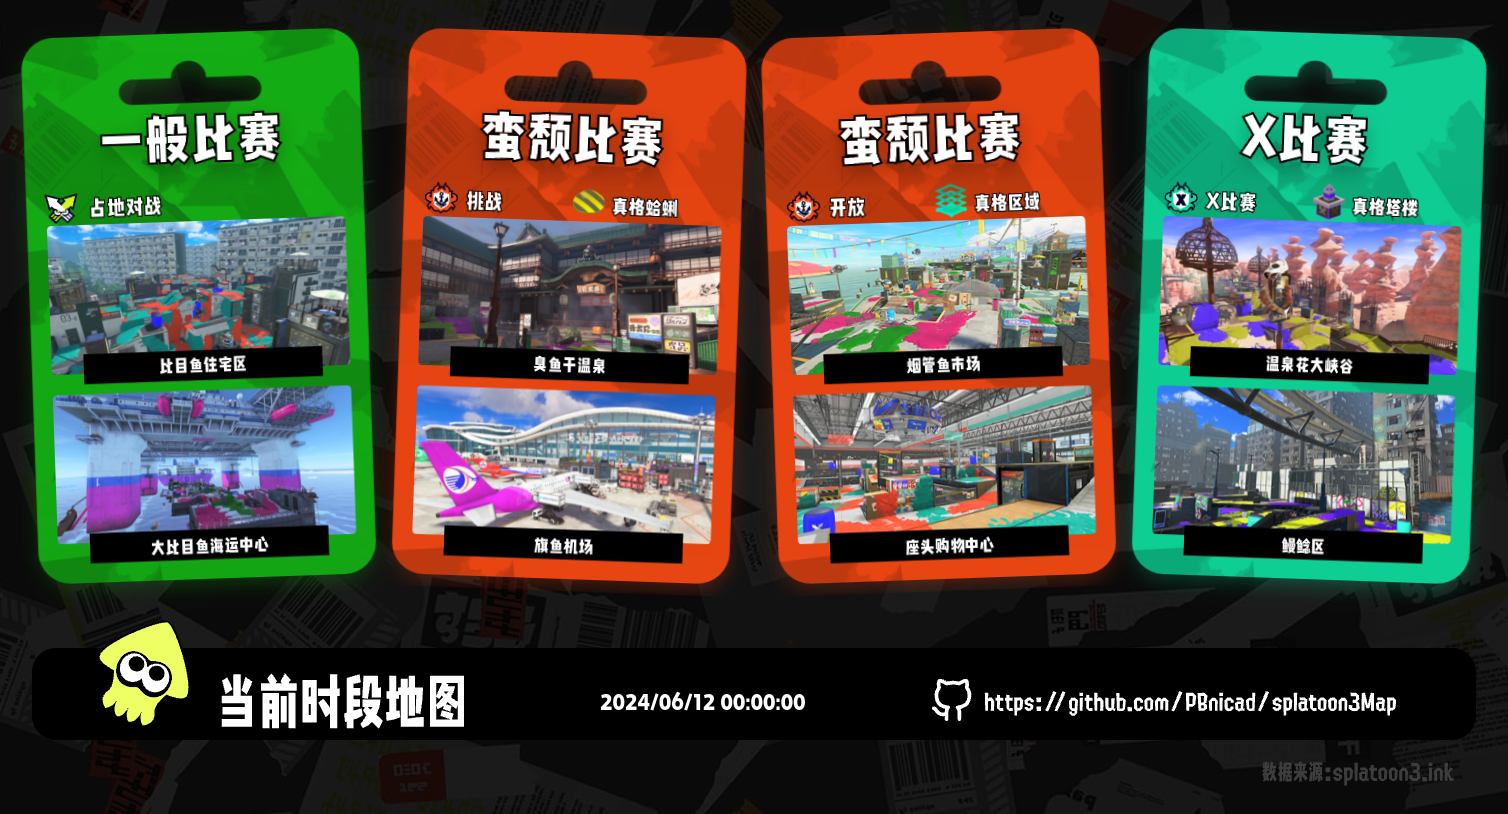 一般比赛
占地对战
比目鱼住宅区
大比目鱼海运中心
蛮颓比赛
挑战
真格蛤蜊
臭鱼干温泉
旗鱼机场
蛮颓比赛
开放
真格区域
烟管鱼市场
座头购物中心
X比赛
X比赛
真格塔楼
温泉花大峡谷
鳗鲶区
当前时段地图
2024/06/12 00:00:00
https://github.com/PBnicad/splatoon3Map
数据来源:splatoon3.ink